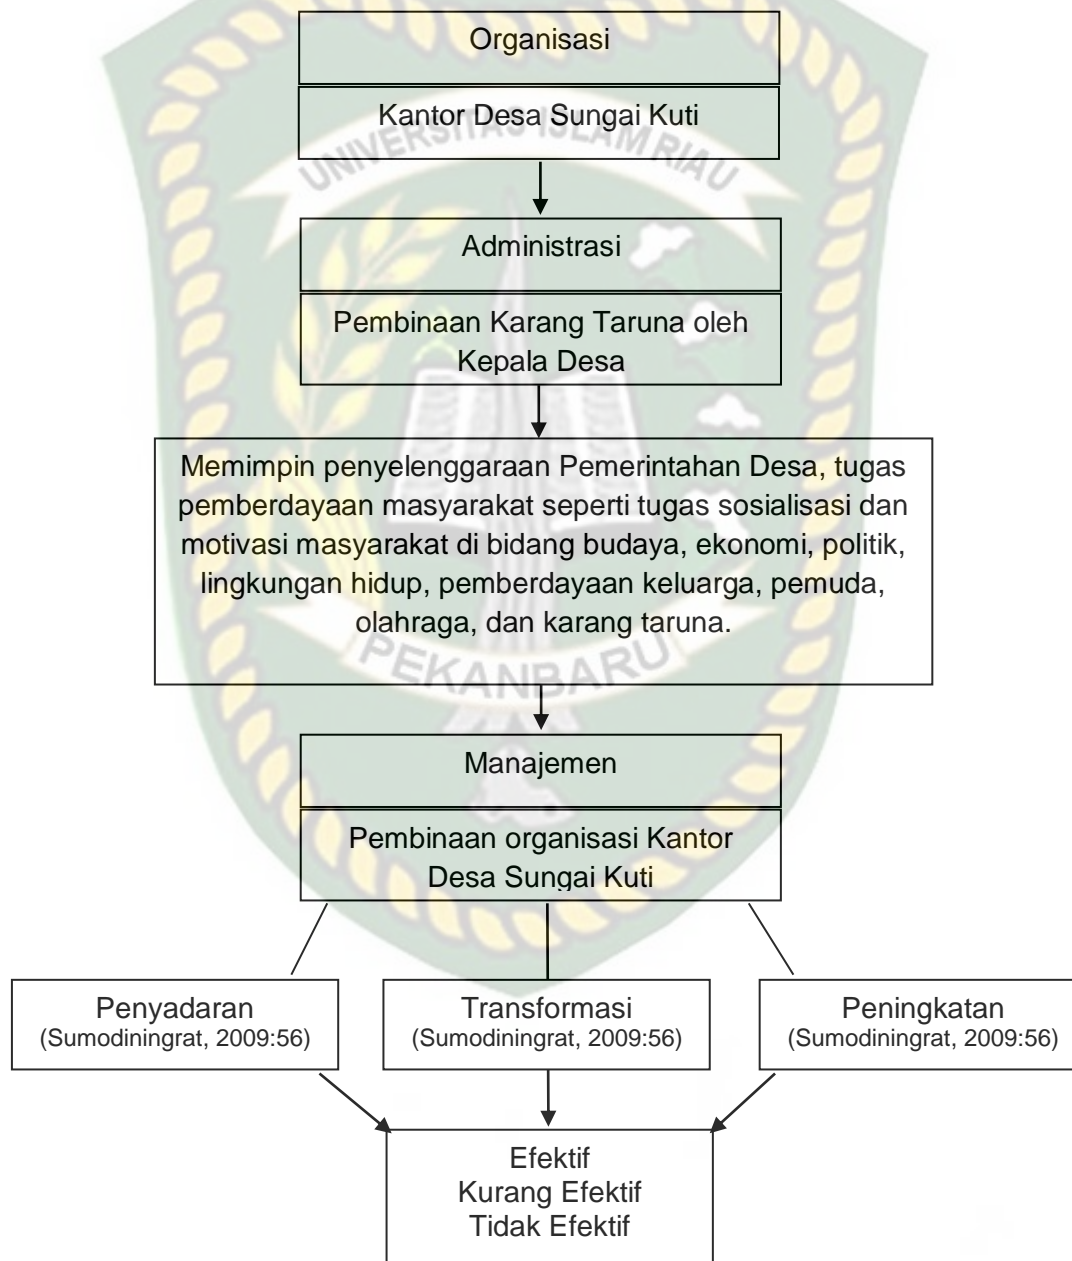 Organisasi
Kantor Desa Sungai Kuti
UNIVERSITAS ISLAM RIAU
Administrasi
Pembinaan Karang Taruna oleh
Kepala Desa
Memimpin penyelenggaraan Pemerintahan Desa, tugas
pemberdayaan masyarakat seperti tugas sosialisasi dan
motivasi masyarakat di bidang budaya, ekonomi, politik,
lingkungan hidup, pemberdayaan keluarga, pemuda,
olahraga, dan karang taruna.
PEKANBARU
Manajemen
Pembinaan organisasi Kantor
Desa Sungai Kuti
Penyadaran
(Sumodiningrat, 2009:56)
Transformasi
(Sumodiningrat, 2009:56)
Peningkatan
(Sumodiningrat, 2009:56)
Efektif
Kurang Efektif
Tidak Efektif